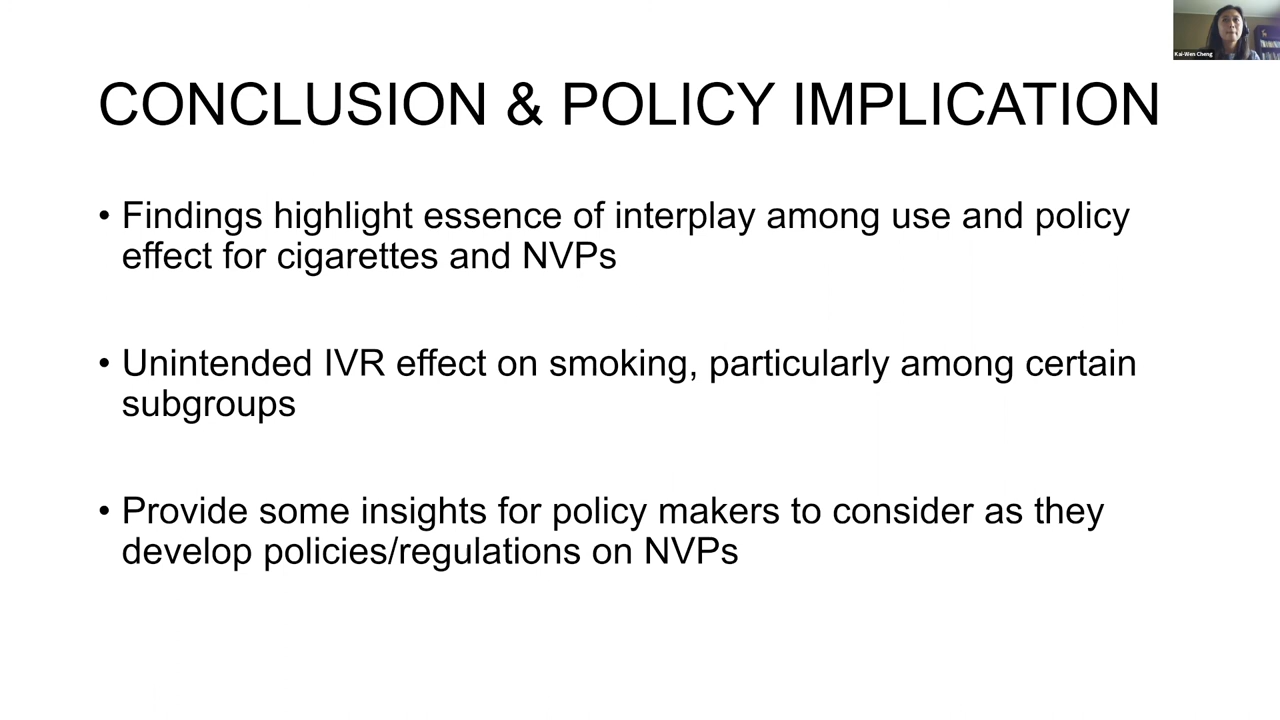 Kai-Wen Cheng
CONCLUSION & POLICY IMPLICATION
• Findings highlight essence of interplay among use and policy
effect for cigarettes and NVPs
• Unintended IVR effect on smoking, particularly among certain
subgroups
• Provide some insights for policy makers to consider as they
develop policies/regulations on NVPs